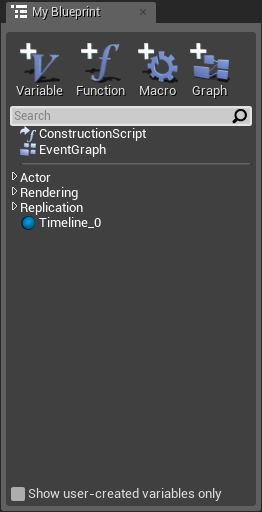 My Blueprint
Variable Function Macro Graph
Search
ConstructionScript
EventGraph
Actor
Rendering
Replication
Timeline_0
Show user-created variables only